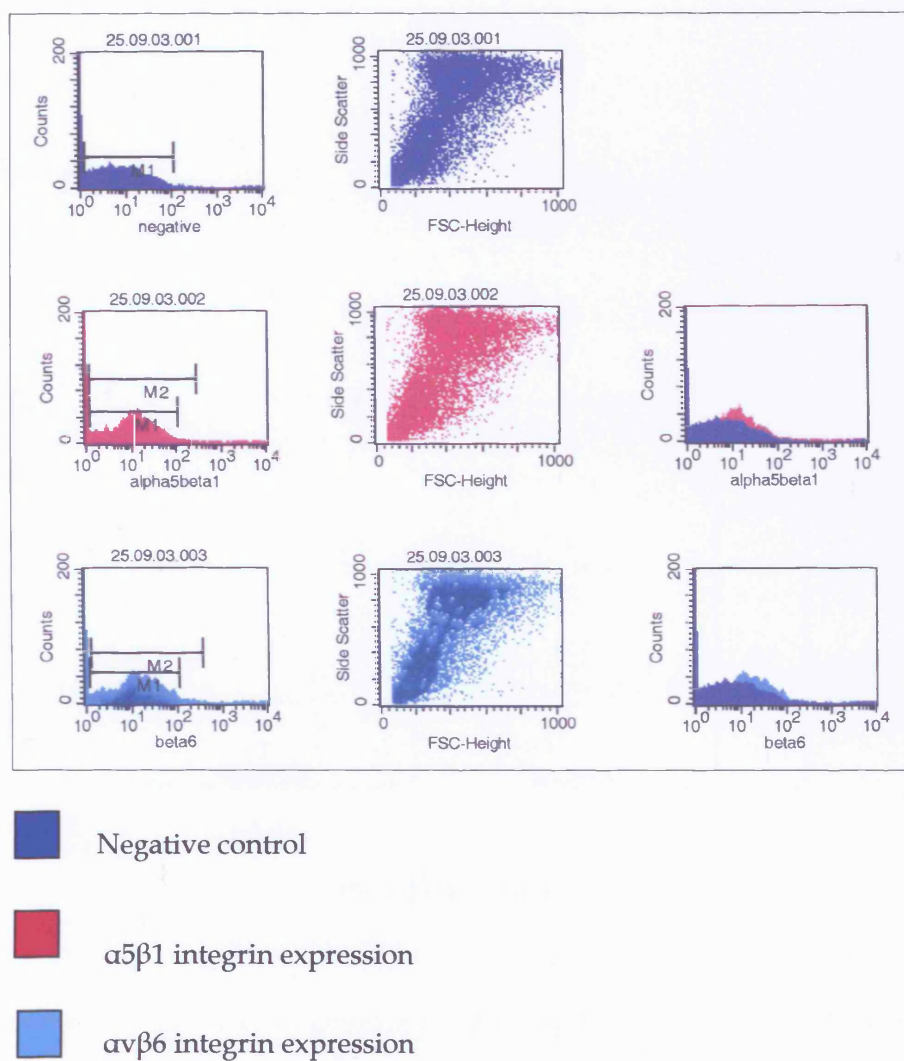 25.09.03.001
200
Counts
0
M1
10^0 10^1 10^2 10^3 10^4
negative
25.09.03.001
1000
Side Scatter
0
0 1000
FSC-Height
25.09.03.002
200
Counts
0
M2
M1
10^0 10^1 10^2 10^3 10^4
alpha5beta1
25.09.03.002
1000
Side Scatter
0
0 1000
FSC-Height
200
Counts
0
10^0 10^1 10^2 10^3 10^4
alpha5beta1
25.09.03.003
200
Counts
0
M2
M1
10^0 10^1 10^2 10^3 10^4
beta6
25.09.03.003
1000
Side Scatter
0
0 1000
FSC-Height
200
Counts
0
10^0 10^1 10^2 10^3 10^4
beta6
Negative control
α5β1 integrin expression
αvβ6 integrin expression